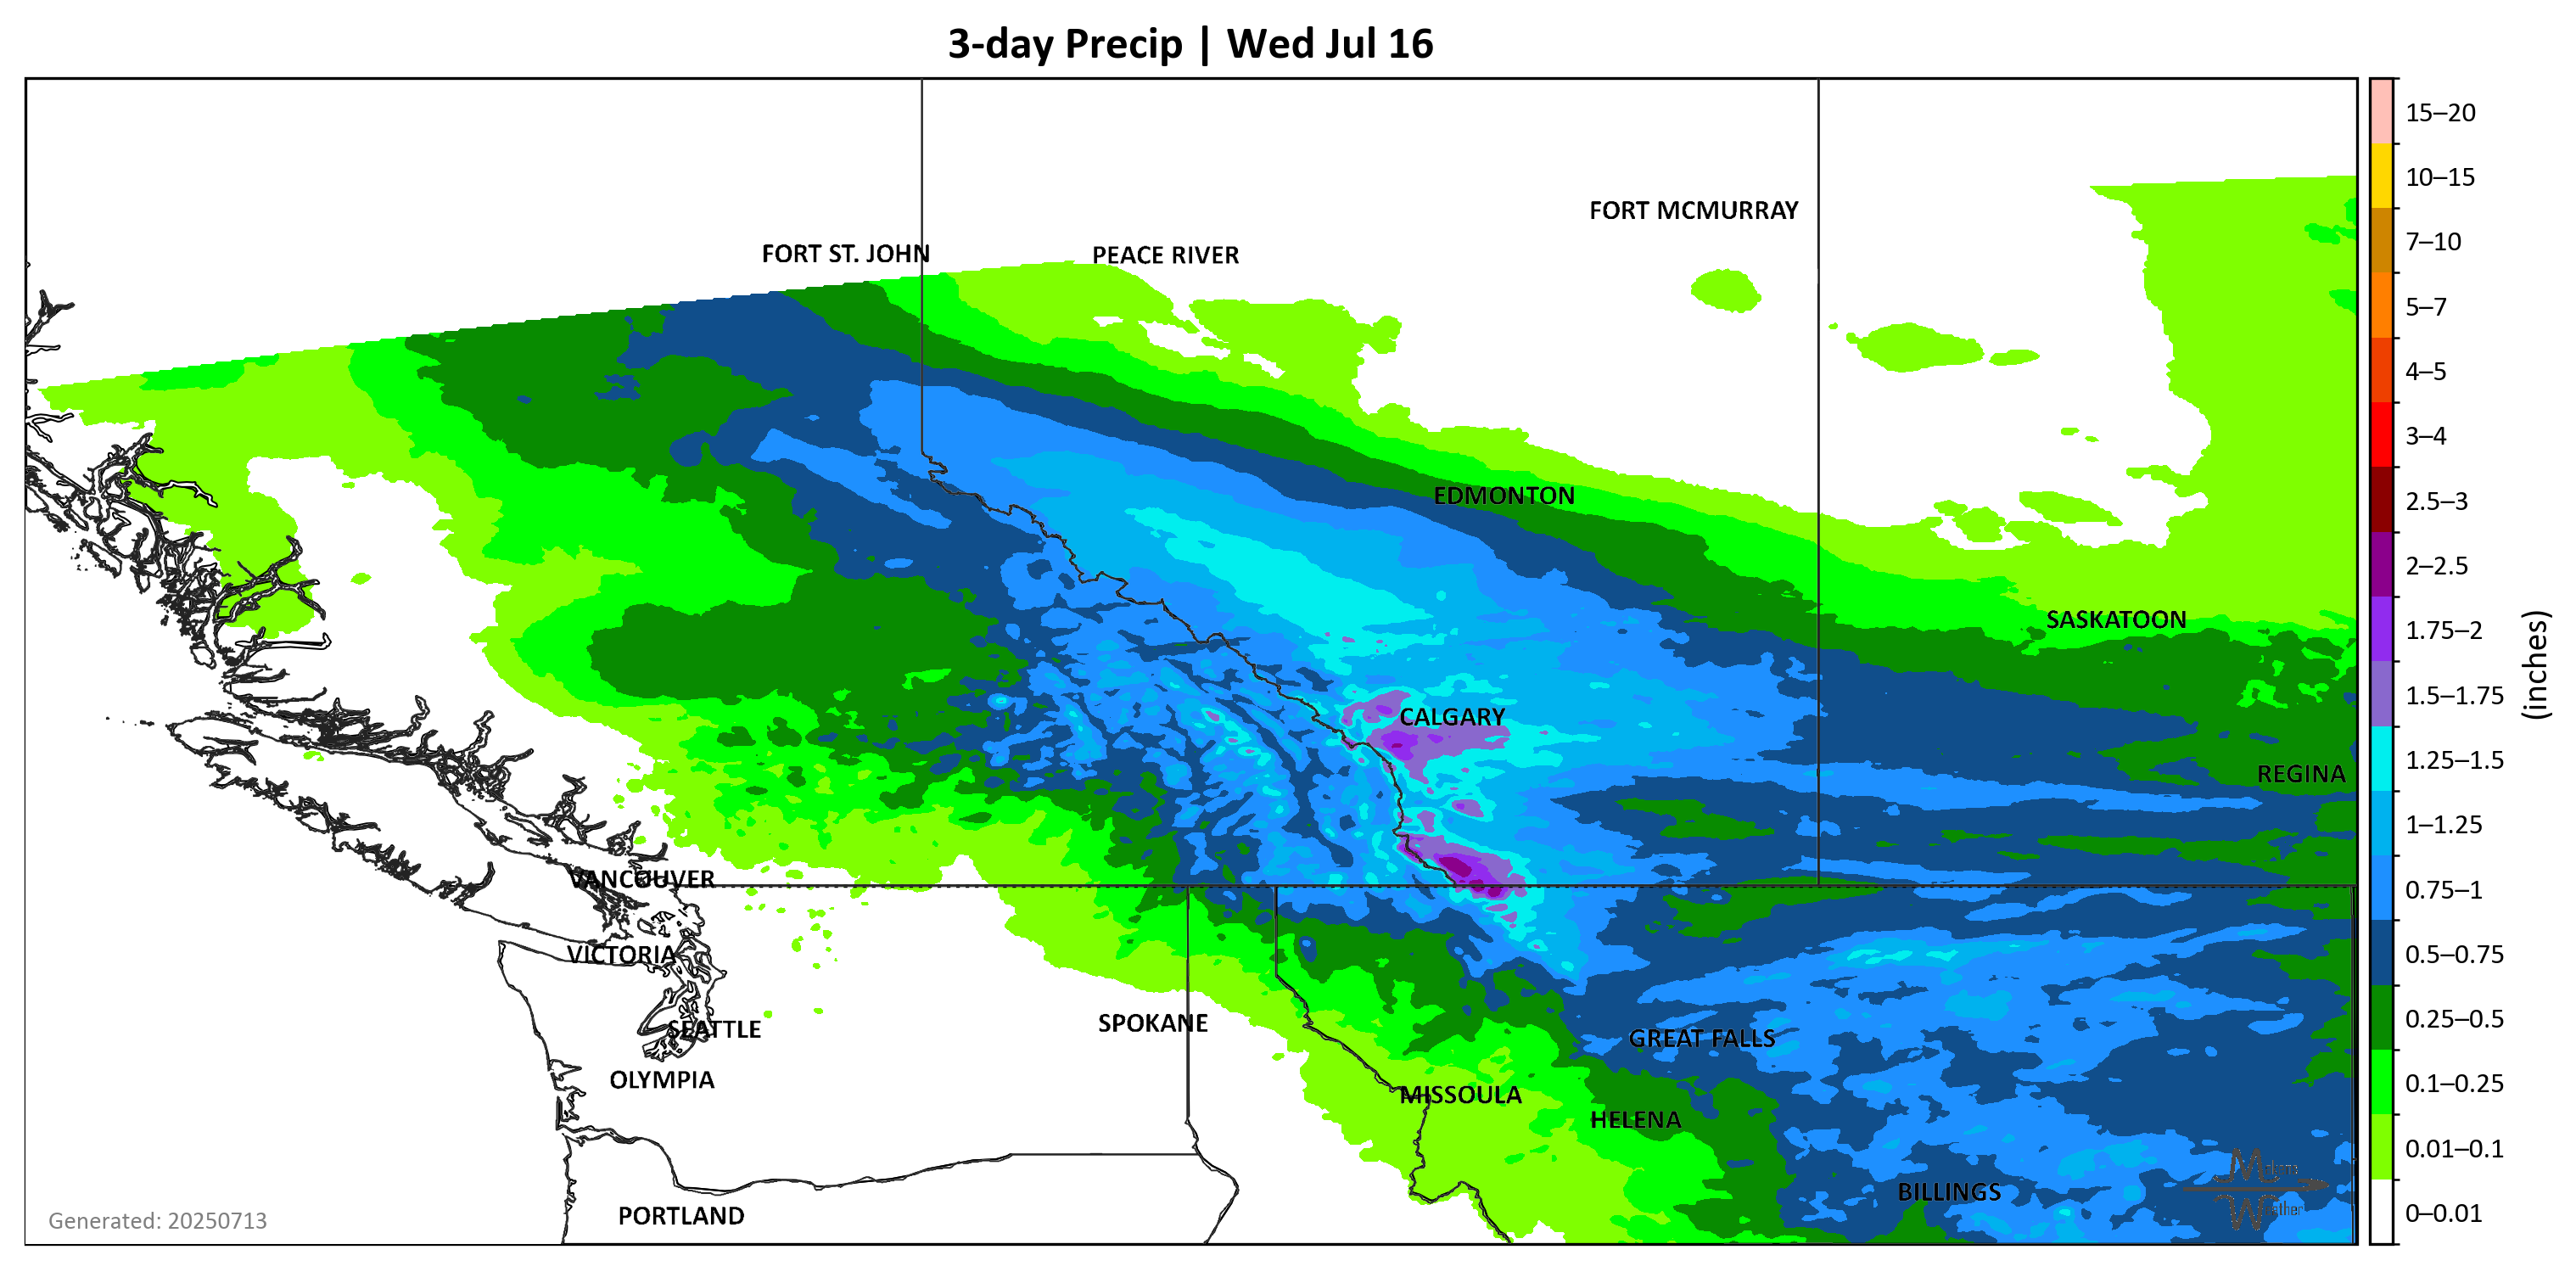 3-day Precip | Wed Jul 16
FORT MCMURRAY
FORT ST. JOHN
PEACE RIVER
EDMONTON
SASKATOON
CALGARY
REGINA
VANCOUVER
VICTORIA
SPOKANE
SEATTLE
GREAT FALLS
OLYMPIA
MISSOULA
HELENA
BILLINGS
PORTLAND
Generated: 20250713
15–20
10–15
7–10
5–7
4–5
3–4
2.5–3
2–2.5
1.75–2
1.5–1.75
1.25–1.5
1–1.25
0.75–1
0.5–0.75
0.25–0.5
0.1–0.25
0.01–0.1
0–0.01
(inches)